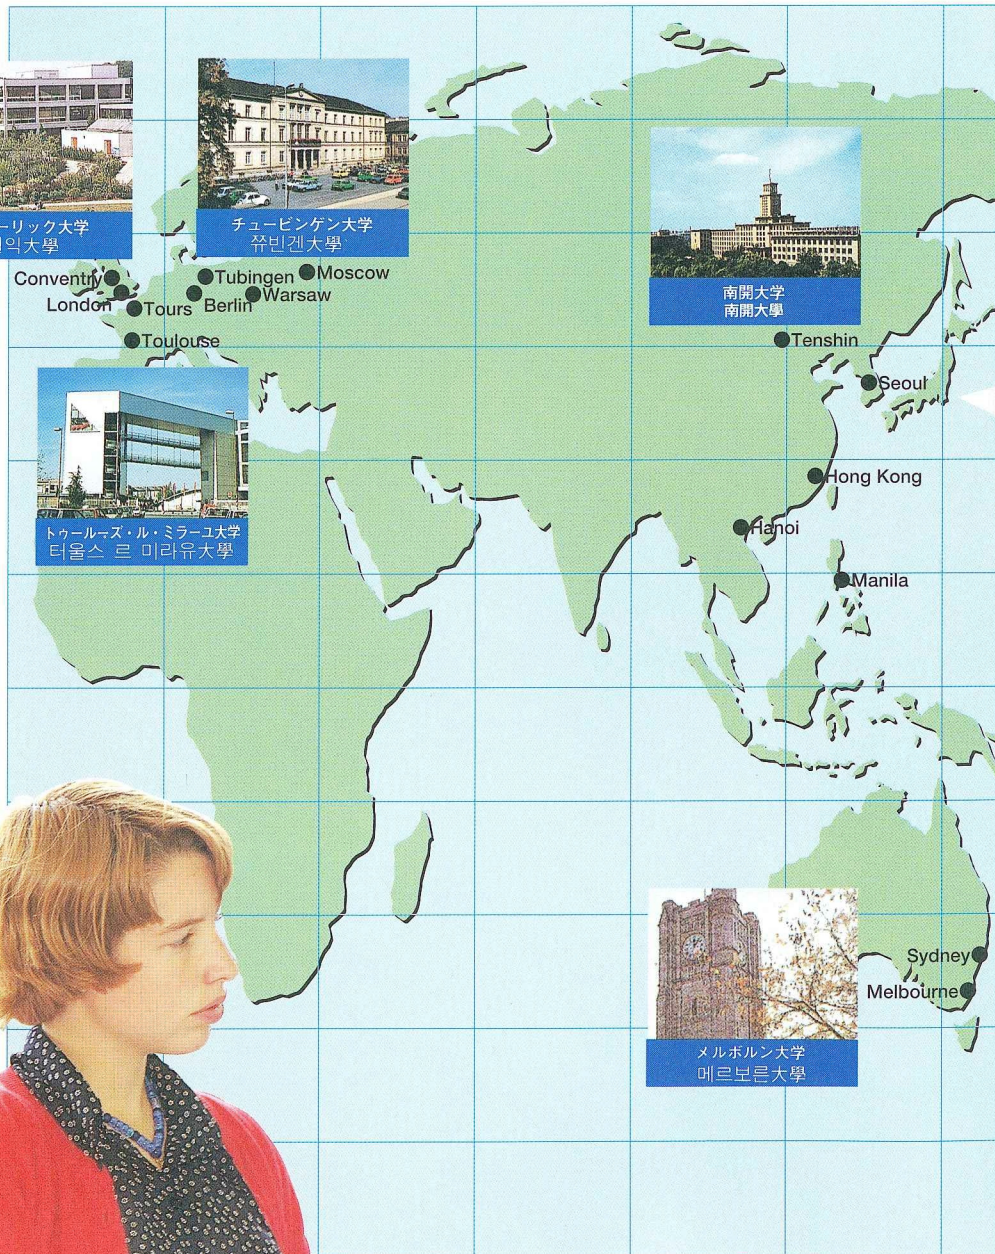 ーリック大学
익大學
チュービンゲン大学
쮸빈겐大學
南開大学
南開大學
Conventry
London
Tours
Toulouse
Tubingen
Berlin
Moscow
Warsaw
Tenshin
Seoul
トゥールーズ・ル・ミラーユ大学
터울스 르 미라유大學
Hong Kong
Hanoi
Manila
Sydney
Melbourne
メルボルン大学
메르보른大學